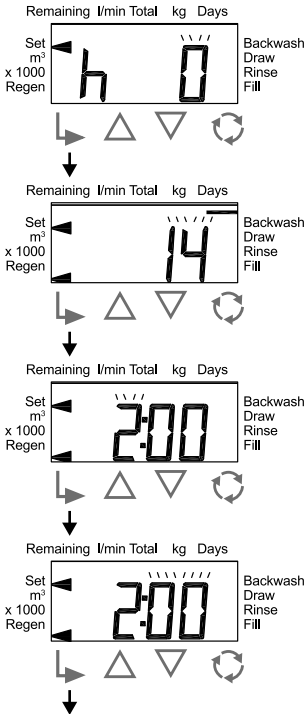 Remaining l/min Total kg Days
Set Backwash
m³ Draw
x 1000 h 0 Rinse
Regen Fill
Remaining l/min Total kg Days
Set Backwash
m³ 14 Draw
x 1000 Rinse
Regen Fill
Remaining l/min Total kg Days
Set Backwash
m³ 2:00 Draw
x 1000 Rinse
Regen Fill
Remaining l/min Total kg Days
Set Backwash
m³ 2:00 Draw
x 1000 Rinse
Regen Fill